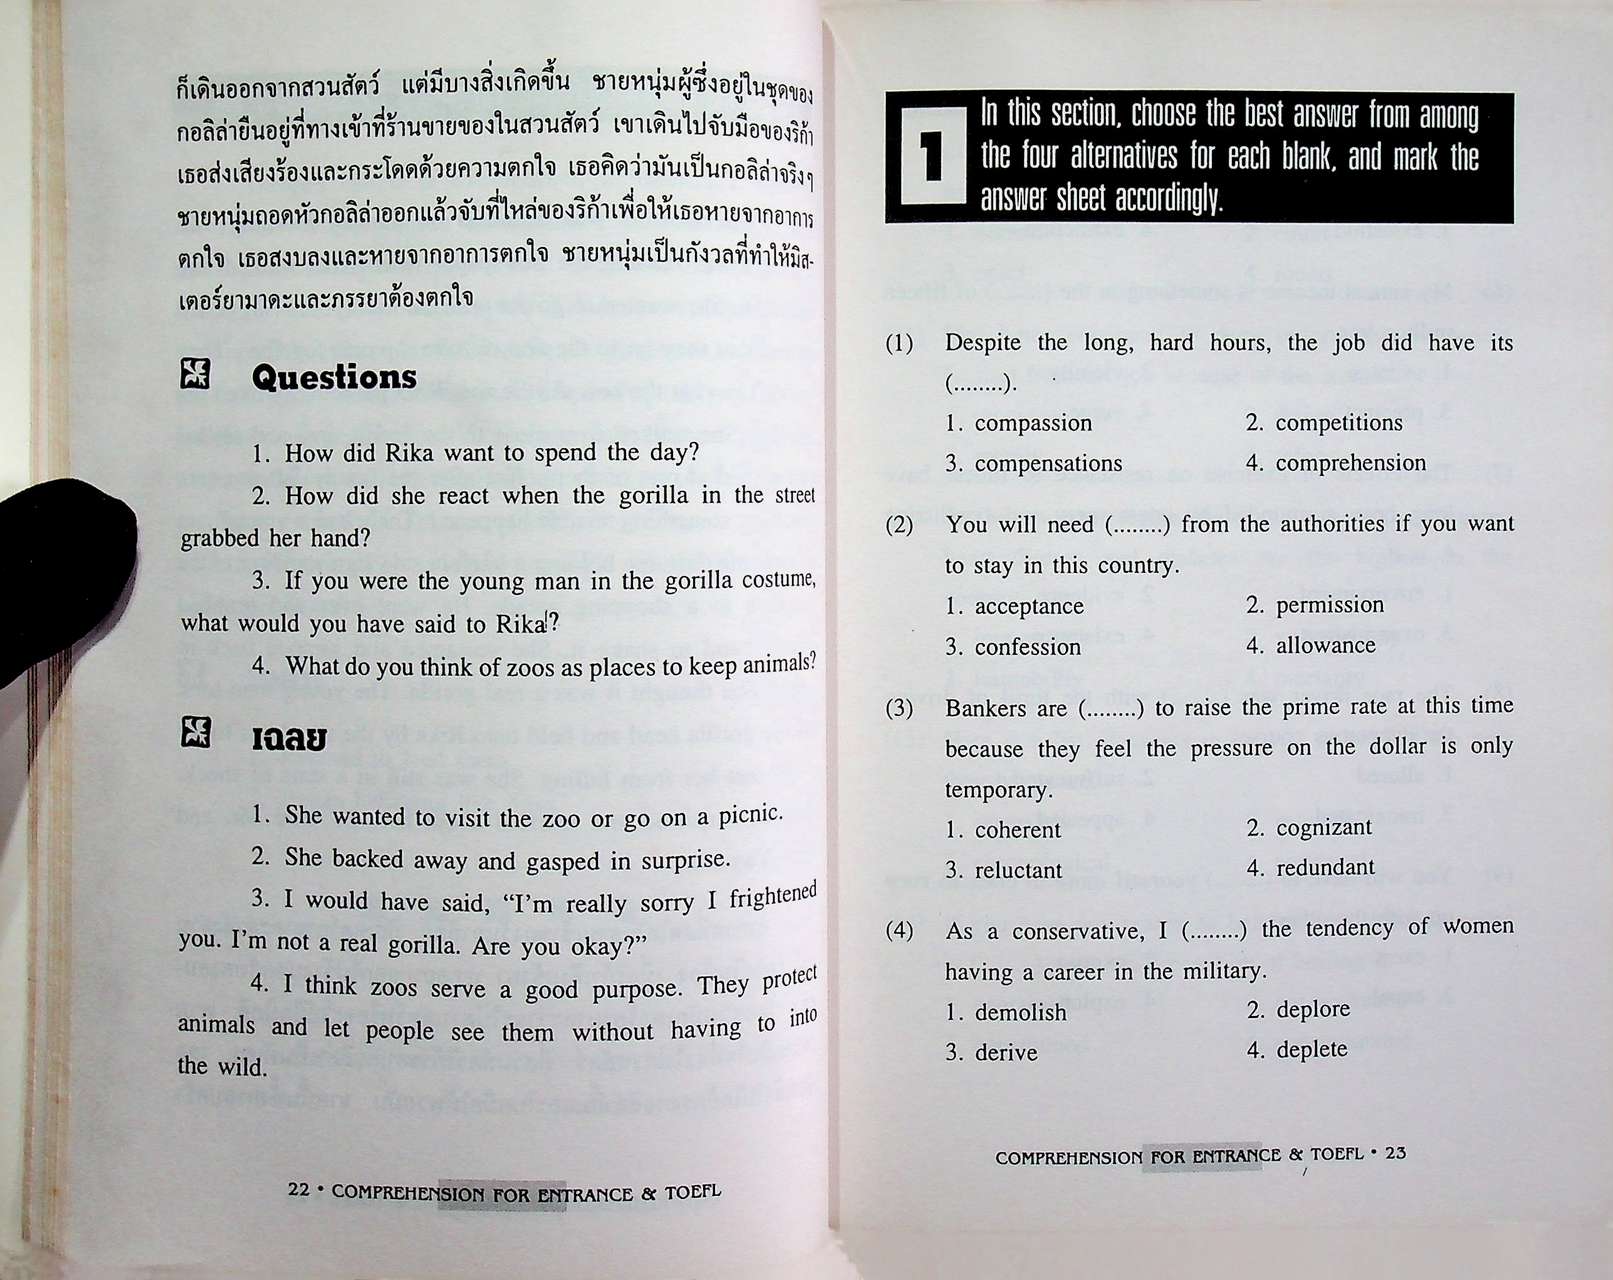 ก็เดินออกจากสวนสัตว์ แต่มีบางสิ่งเกิดขึ้น ชายหนุ่มผู้ซึ่งอยู่ในชุดของ
กอลิล่ายืนอยู่ที่ทางเข้าที่ร้านขายของในสวนสัตว์ เขาเดินไปจับมือของริก้า
เธอส่งเสียงร้องและกระโดดด้วยความตกใจ เธอคิดว่ามันเป็นกอลิล่าจริงๆ
ชายหนุ่มถอดหัวกอลิล่าออกแล้วจับที่ไหล่ของริก้าเพื่อให้เธอหายจากอาการ
ตกใจ เธอสงบลงและหายจากอาการตกใจ ชายหนุ่มเป็นกังวลที่ทำให้มิส-
เตอร์ยามาดะและภรรยาต้องตกใจ
Questions
1. How did Rika want to spend the day?
2. How did she react when the gorilla in the street
grabbed her hand?
3. If you were the young man in the gorilla costume,
what would you have said to Rika!?
4. What do you think of zoos as places to keep animals?
เฉลย
1. She wanted to visit the zoo or go on a picnic.
2. She backed away and gasped in surprise.
3. I would have said, “I'm really sorry I frightened
you. I'm not a real gorilla. Are you okay?”
4. I think zoos serve a good purpose. They protect
animals and let people see them without having to into
the wild.
22 • COMPREHENSION FOR ENTRANCE & TOEFL
1
In this section, choose the best answer from among
the four alternatives for each blank, and mark the
answer sheet accordingly.
(1) Despite the long, hard hours, the job did have its
(........).
1. compassion 2. competitions
3. compensations 4. comprehension
(2) You will need (........) from the authorities if you want
to stay in this country.
1. acceptance 2. permission
3. confession 4. allowance
(3) Bankers are (........) to raise the prime rate at this time
because they feel the pressure on the dollar is only
temporary.
1. coherent 2. cognizant
3. reluctant 4. redundant
(4) As a conservative, I (........) the tendency of women
having a career in the military.
1. demolish 2. deplore
3. derive 4. deplete
COMPREHENSION FOR ENTRANCE & TOEFL • 23